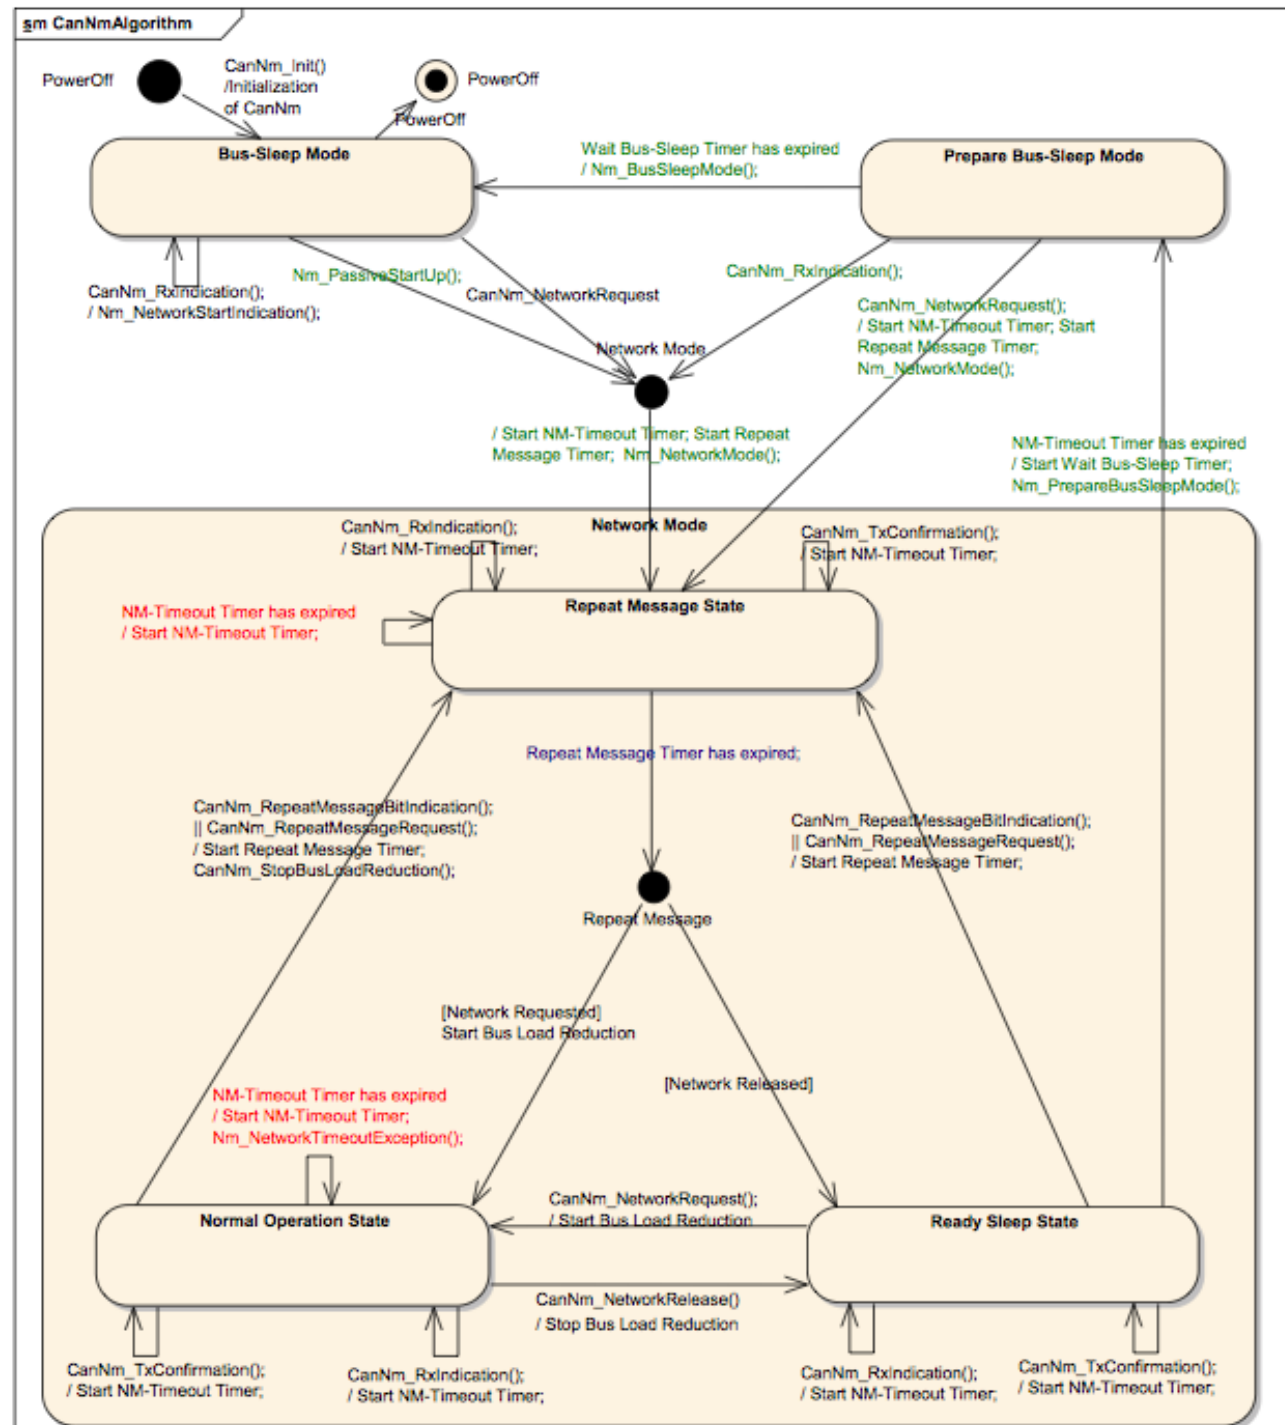 sm CanNmAlgorithm
PowerOff
CanNm_Init()
/Initialization
of CanNm
PowerOff
PowerOff
Bus-Sleep Mode
Wait Bus-Sleep Timer has expired
/ Nm_BusSleepMode();
Prepare Bus-Sleep Mode
CanNm_RxIndication();
/ Nm_NetworkStartIndication();
Nm_PassiveStartUp();
CanNm_NetworkRequest
CanNm_RxIndication();
CanNm_NetworkRequest();
/ Start NM-Timeout Timer; Start
Repeat Message Timer;
Nm_NetworkMode();
Network Mode
/ Start NM-Timeout Timer; Start Repeat
Message Timer;  Nm_NetworkMode();
NM-Timeout Timer has expired
/ Start Wait Bus-Sleep Timer;
Nm_PrepareBusSleepMode();
Network Mode
CanNm_RxIndication();
/ Start NM-Timeout Timer;
CanNm_TxConfirmation();
/ Start NM-Timeout Timer;
NM-Timeout Timer has expired
/ Start NM-Timeout Timer;
Repeat Message State
Repeat Message Timer has expired;
CanNm_RepeatMessageBitIndication();
|| CanNm_RepeatMessageRequest();
/ Start Repeat Message Timer;
CanNm_StopBusLoadReduction();
CanNm_RepeatMessageBitIndication();
|| CanNm_RepeatMessageRequest();
/ Start Repeat Message Timer;
Repeat Message
[Network Requested]
Start Bus Load Reduction
[Network Released]
NM-Timeout Timer has expired
/ Start NM-Timeout Timer;
Nm_NetworkTimeoutException();
Normal Operation State
CanNm_NetworkRequest();
/ Start Bus Load Reduction
Ready Sleep State
CanNm_NetworkRelease()
/ Stop Bus Load Reduction
CanNm_TxConfirmation();
/ Start NM-Timeout Timer;
CanNm_RxIndication();
/ Start NM-Timeout Timer;
CanNm_RxIndication();
/ Start NM-Timeout Timer;
CanNm_TxConfirmation();
/ Start NM-Timeout Timer;